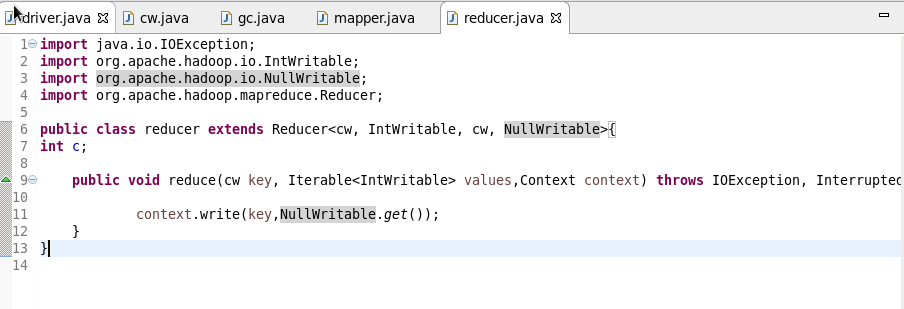 driver.java cw.java gc.java mapper.java reducer.java
1 import java.io.IOException;
2 import org.apache.hadoop.io.IntWritable;
3 import org.apache.hadoop.io.NullWritable;
4 import org.apache.hadoop.mapreduce.Reducer;
5
6 public class reducer extends Reducer<cw, IntWritable, cw, NullWritable>{
7 int c;
8
9 public void reduce(cw key, Iterable<IntWritable> values,Context context) throws IOException, Interrupted
10
11 context.write(key,NullWritable.get());
12 }
13 }
14